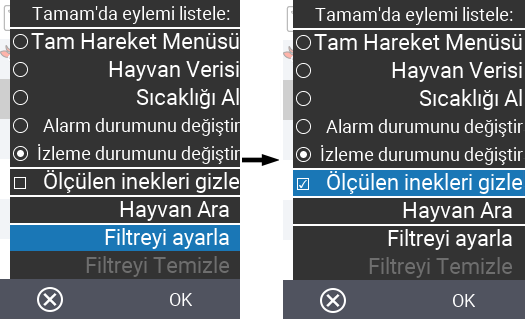 Tamam'da eylemi listele:
Tam Hareket Menüsü
Hayvan Verisi
Sıcaklığı Al
Alarm durumunu değiştir
İzleme durumunu değiştir
Ölçülen inekleri gizle
Hayvan Ara
Filtreyi ayarla
Filtreyi Temizle
OK
Tamam'da eylemi listele:
Tam Hareket Menüsü
Hayvan Verisi
Sıcaklığı Al
Alarm durumunu değiştir
İzleme durumunu değiştir
Ölçülen inekleri gizle
Hayvan Ara
Filtreyi ayarla
Filtreyi Temizle
OK